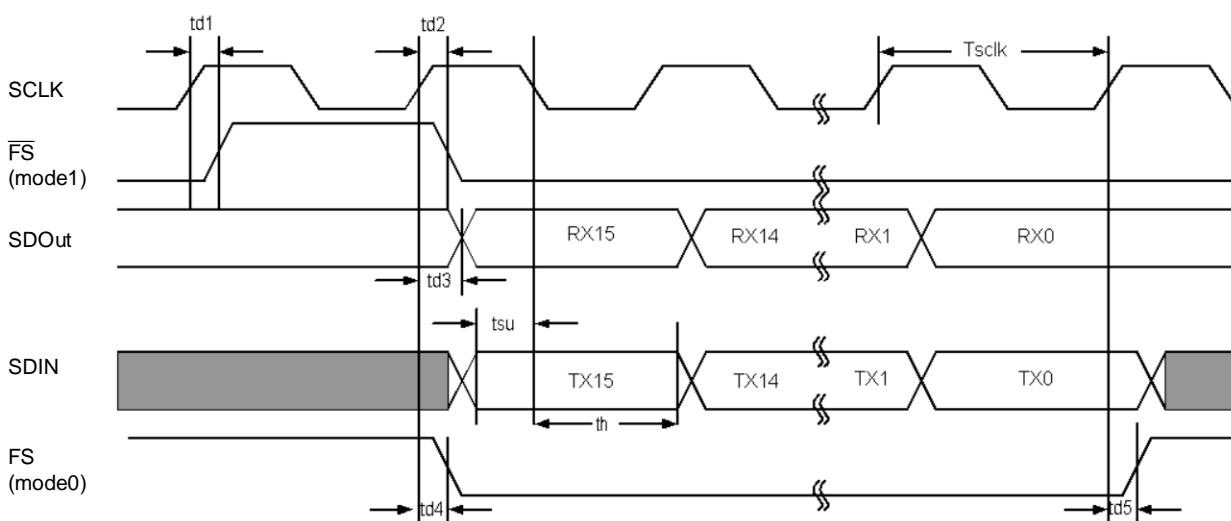 td1
td2
Tsclk
SCLK
FS
(mode1)
SDOut
RX15
RX14
RX1
RX0
td3
tsu
SDIN
TX15
TX14
TX1
TX0
th
FS
(mode0)
td4
td5